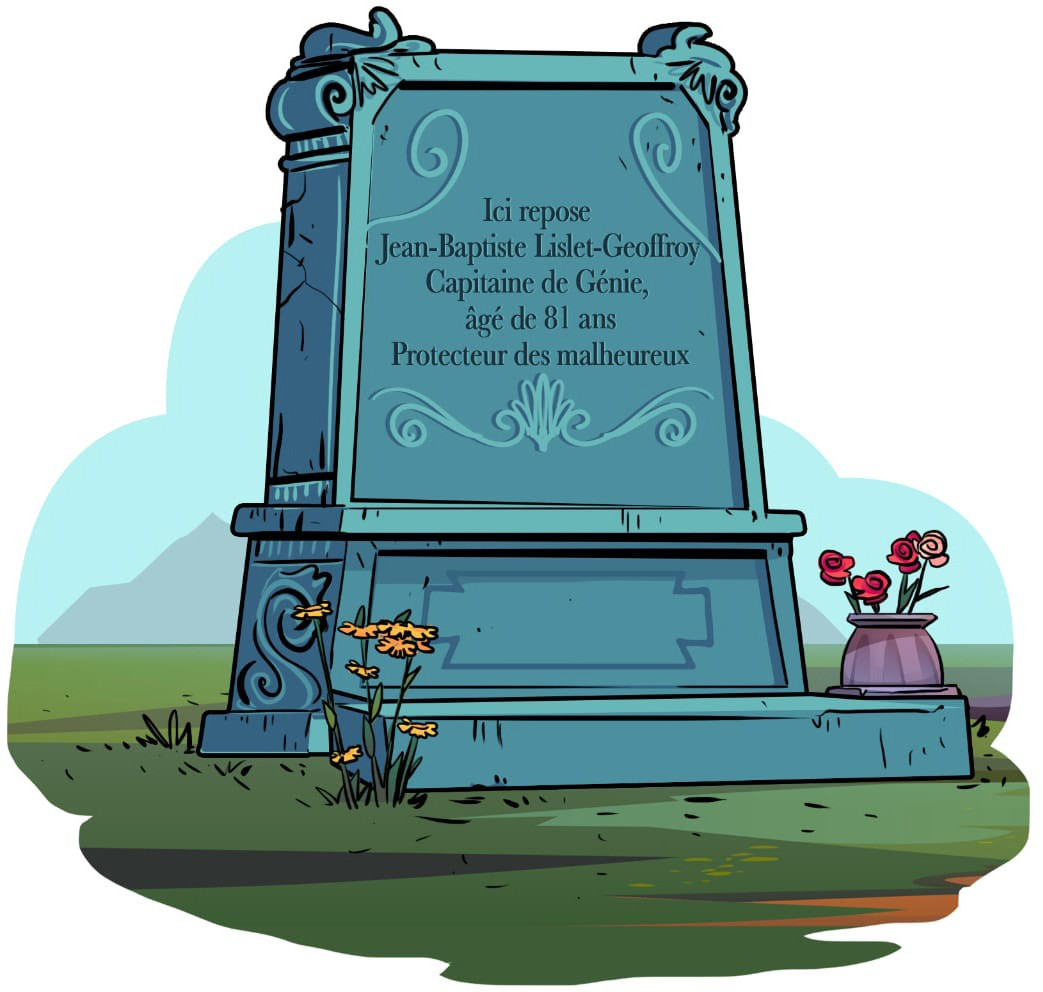 Ici repose
Jean-Baptiste Lislet-Geoffroy
Capitaine de Génie,
âgé de 81 ans
Protecteur des malheureux